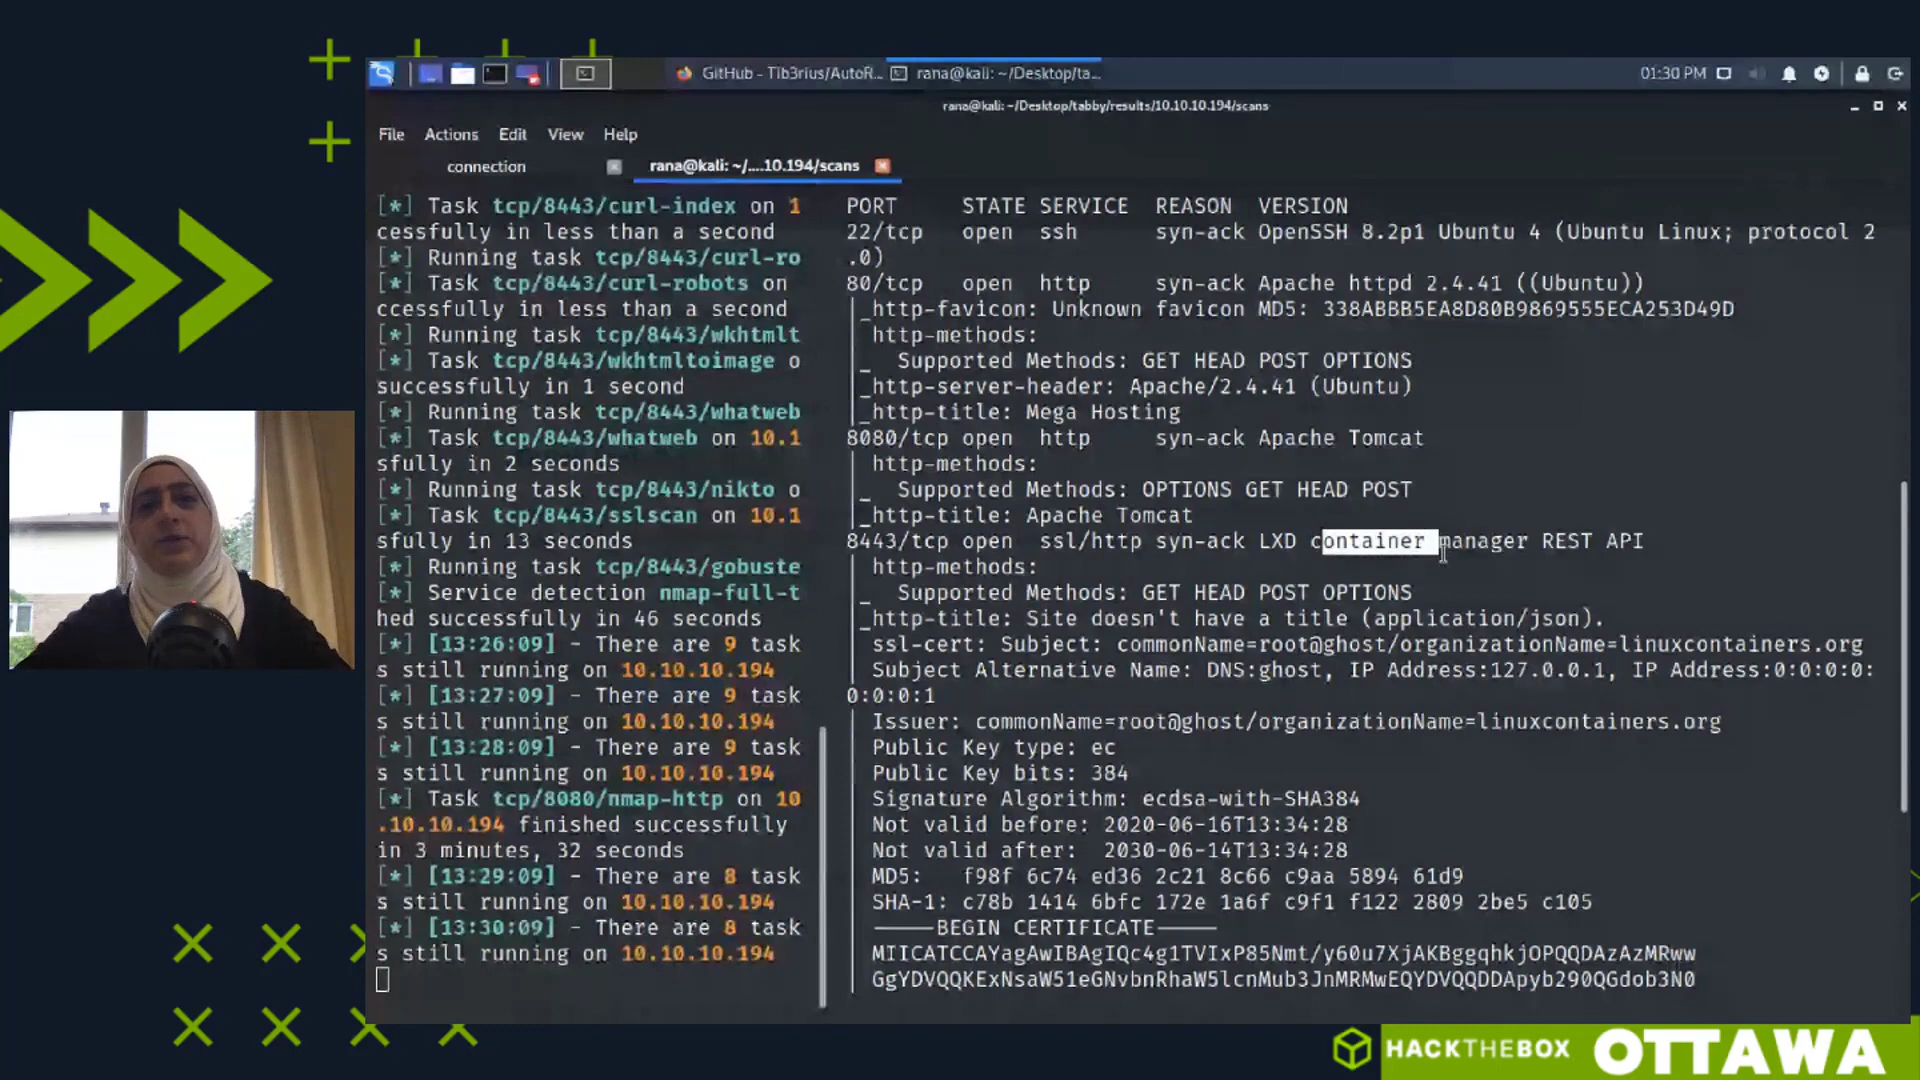 GitHub - Tib3rius/AutoR...
rana@kali: ~/Desktop/ta...
01:30 PM
rana@kali: ~/Desktop/tabby/results/10.10.10.194/scans
File Actions Edit View Help
connection
rana@kali: ~/....10.194/scans
[*] Task tcp/8443/curl-index on 1
cessfully in less than a second
[*] Running task tcp/8443/curl-ro
[*] Task tcp/8443/curl-robots on
ccessfully in less than a second
[*] Running task tcp/8443/wkhtmlt
[*] Task tcp/8443/wkhtmltoimage o
successfully in 1 second
[*] Running task tcp/8443/whatweb
[*] Task tcp/8443/whatweb on 10.1
sfully in 2 seconds
[*] Running task tcp/8443/nikto o
[*] Task tcp/8443/sslscan on 10.1
sfully in 13 seconds
[*] Running task tcp/8443/gobuste
[*] Service detection nmap-full-t
hed successfully in 46 seconds
[*] [13:26:09] - There are 9 task
s still running on 10.10.10.194
[*] [13:27:09] - There are 9 task
s still running on 10.10.10.194
[*] [13:28:09] - There are 9 task
s still running on 10.10.10.194
[*] Task tcp/8080/nmap-http on 10
.10.10.194 finished successfully
in 3 minutes, 32 seconds
[*] [13:29:09] - There are 8 task
s still running on 10.10.10.194
[*] [13:30:09] - There are 8 task
s still running on 10.10.10.194
PORT STATE SERVICE REASON VERSION
22/tcp open ssh syn-ack OpenSSH 8.2p1 Ubuntu 4 (Ubuntu Linux; protocol 2
.0)
80/tcp open http syn-ack Apache httpd 2.4.41 ((Ubuntu))
|_http-favicon: Unknown favicon MD5: 338ABBB5EA8D80B9869555ECA253D49D
| http-methods:
|_  Supported Methods: GET HEAD POST OPTIONS
|_http-server-header: Apache/2.4.41 (Ubuntu)
|_http-title: Mega Hosting
8080/tcp open http syn-ack Apache Tomcat
| http-methods:
|_  Supported Methods: OPTIONS GET HEAD POST
|_http-title: Apache Tomcat
8443/tcp open ssl/http syn-ack LXD container manager REST API
| http-methods:
|_  Supported Methods: GET HEAD POST OPTIONS
|_http-title: Site doesn't have a title (application/json).
| ssl-cert: Subject: commonName=root@ghost/organizationName=linuxcontainers.org
| Subject Alternative Name: DNS:ghost, IP Address:127.0.0.1, IP Address:0:0:0:0:
0:0:0:1
| Issuer: commonName=root@ghost/organizationName=linuxcontainers.org
| Public Key type: ec
| Public Key bits: 384
| Signature Algorithm: ecdsa-with-SHA384
| Not valid before: 2020-06-16T13:34:28
| Not valid after:  2030-06-14T13:34:28
| MD5:   f98f 6c74 ed36 2c21 8c66 c9aa 5894 61d9
| SHA-1: c78b 1414 6bfc 172e 1a6f c9f1 f122 2809 2be5 c105
| -----BEGIN CERTIFICATE-----
| MIICATCCAYagAwIBAgIQc4g1TVIxP85Nmt/y60u7XjAKBggqhkjOPQQDAzAzMRww
| GgYDVQQKExNsaW51eGNvbnRhaW5lcnMub3JnMRMwEQYDVQQDDApyb290QGdob3N0
HACKTHEBOX OTTAWA